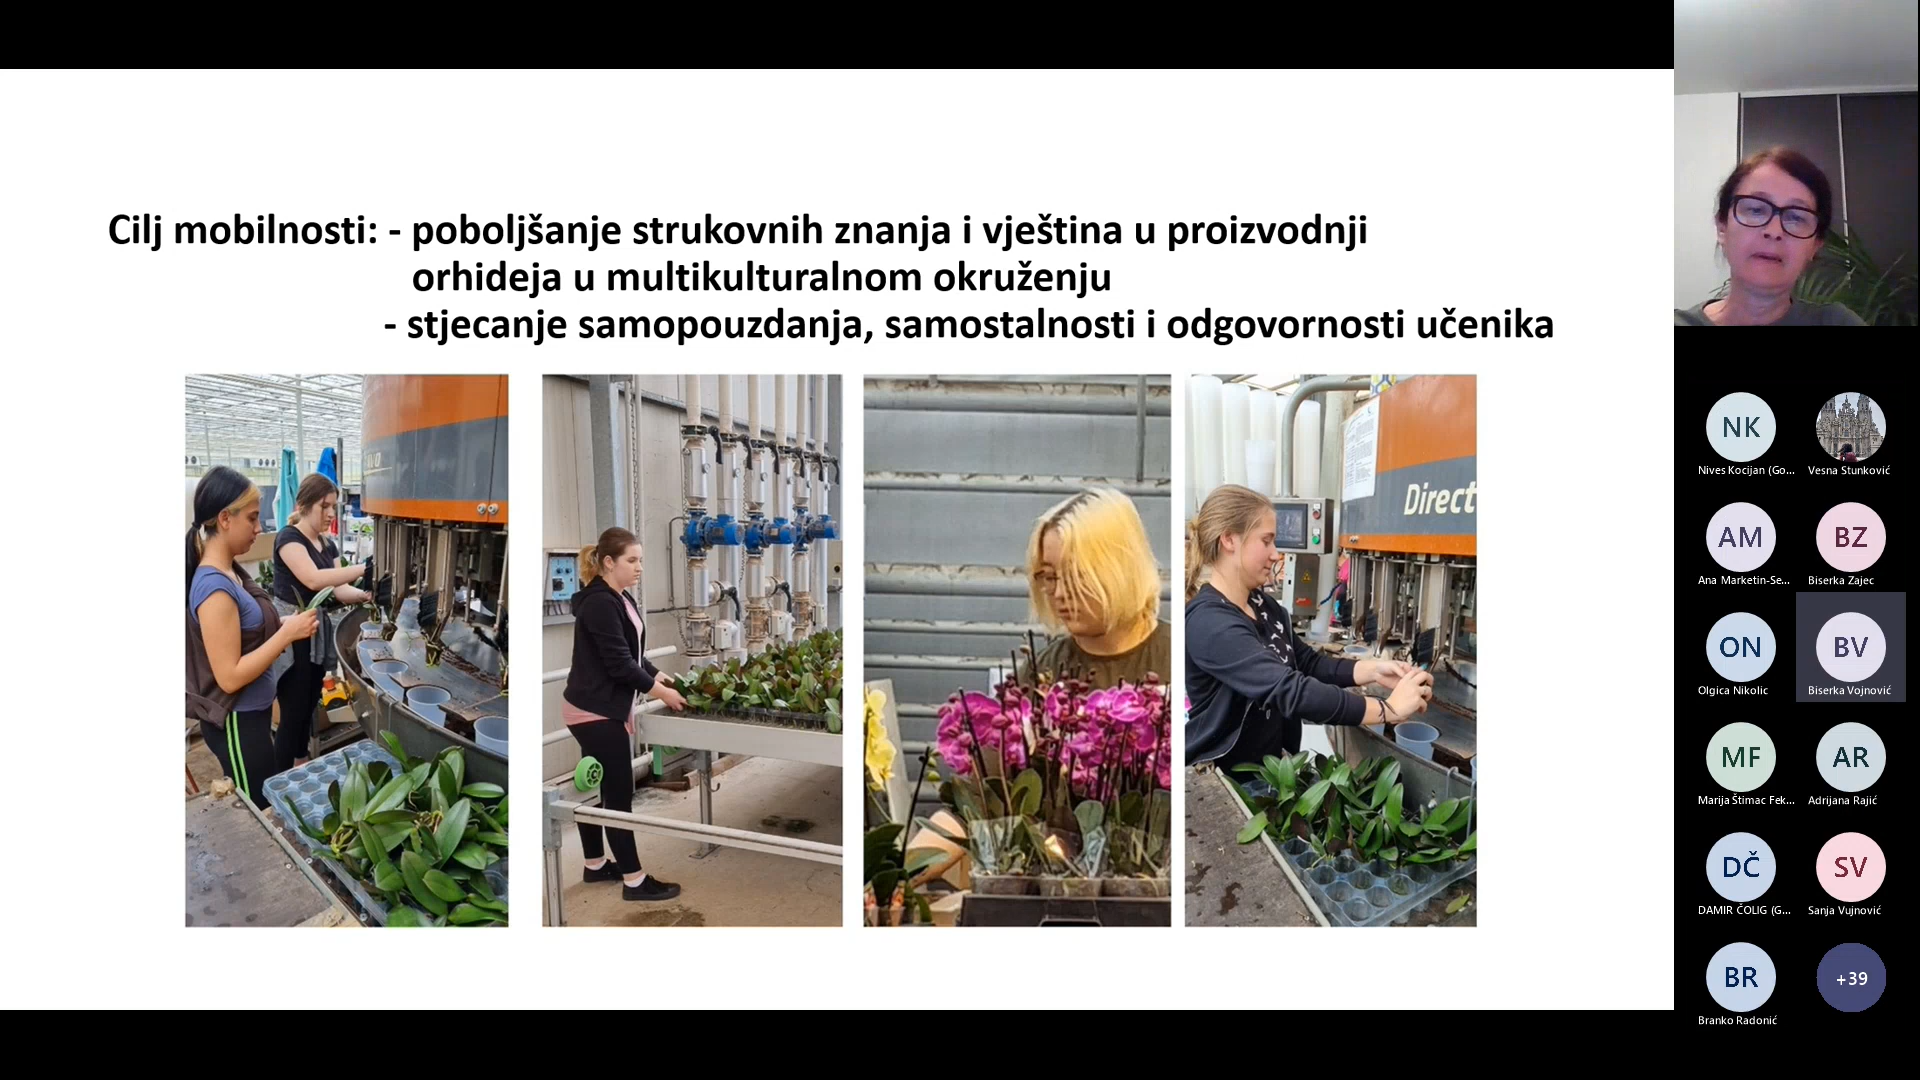 Cilj mobilnosti: - poboljšanje strukovnih znanja i vještina u proizvodnji
orhideja u multikulturalnom okruženju
- stjecanje samopouzdanja, samostalnosti i odgovornosti učenika
Direct
NK
Nives Kocijan (Go...
Vesna Stunković
AM
BZ
Ana Marketin-Se...
Biserka Zajec
ON
BV
Olgica Nikolic
Biserka Vojnović
MF
AR
Marija Štimac Fek...
Adrijana Rajić
DČ
SV
DAMIR ČOLIG (G...
Sanja Vujnović
BR
+39
Branko Radonić